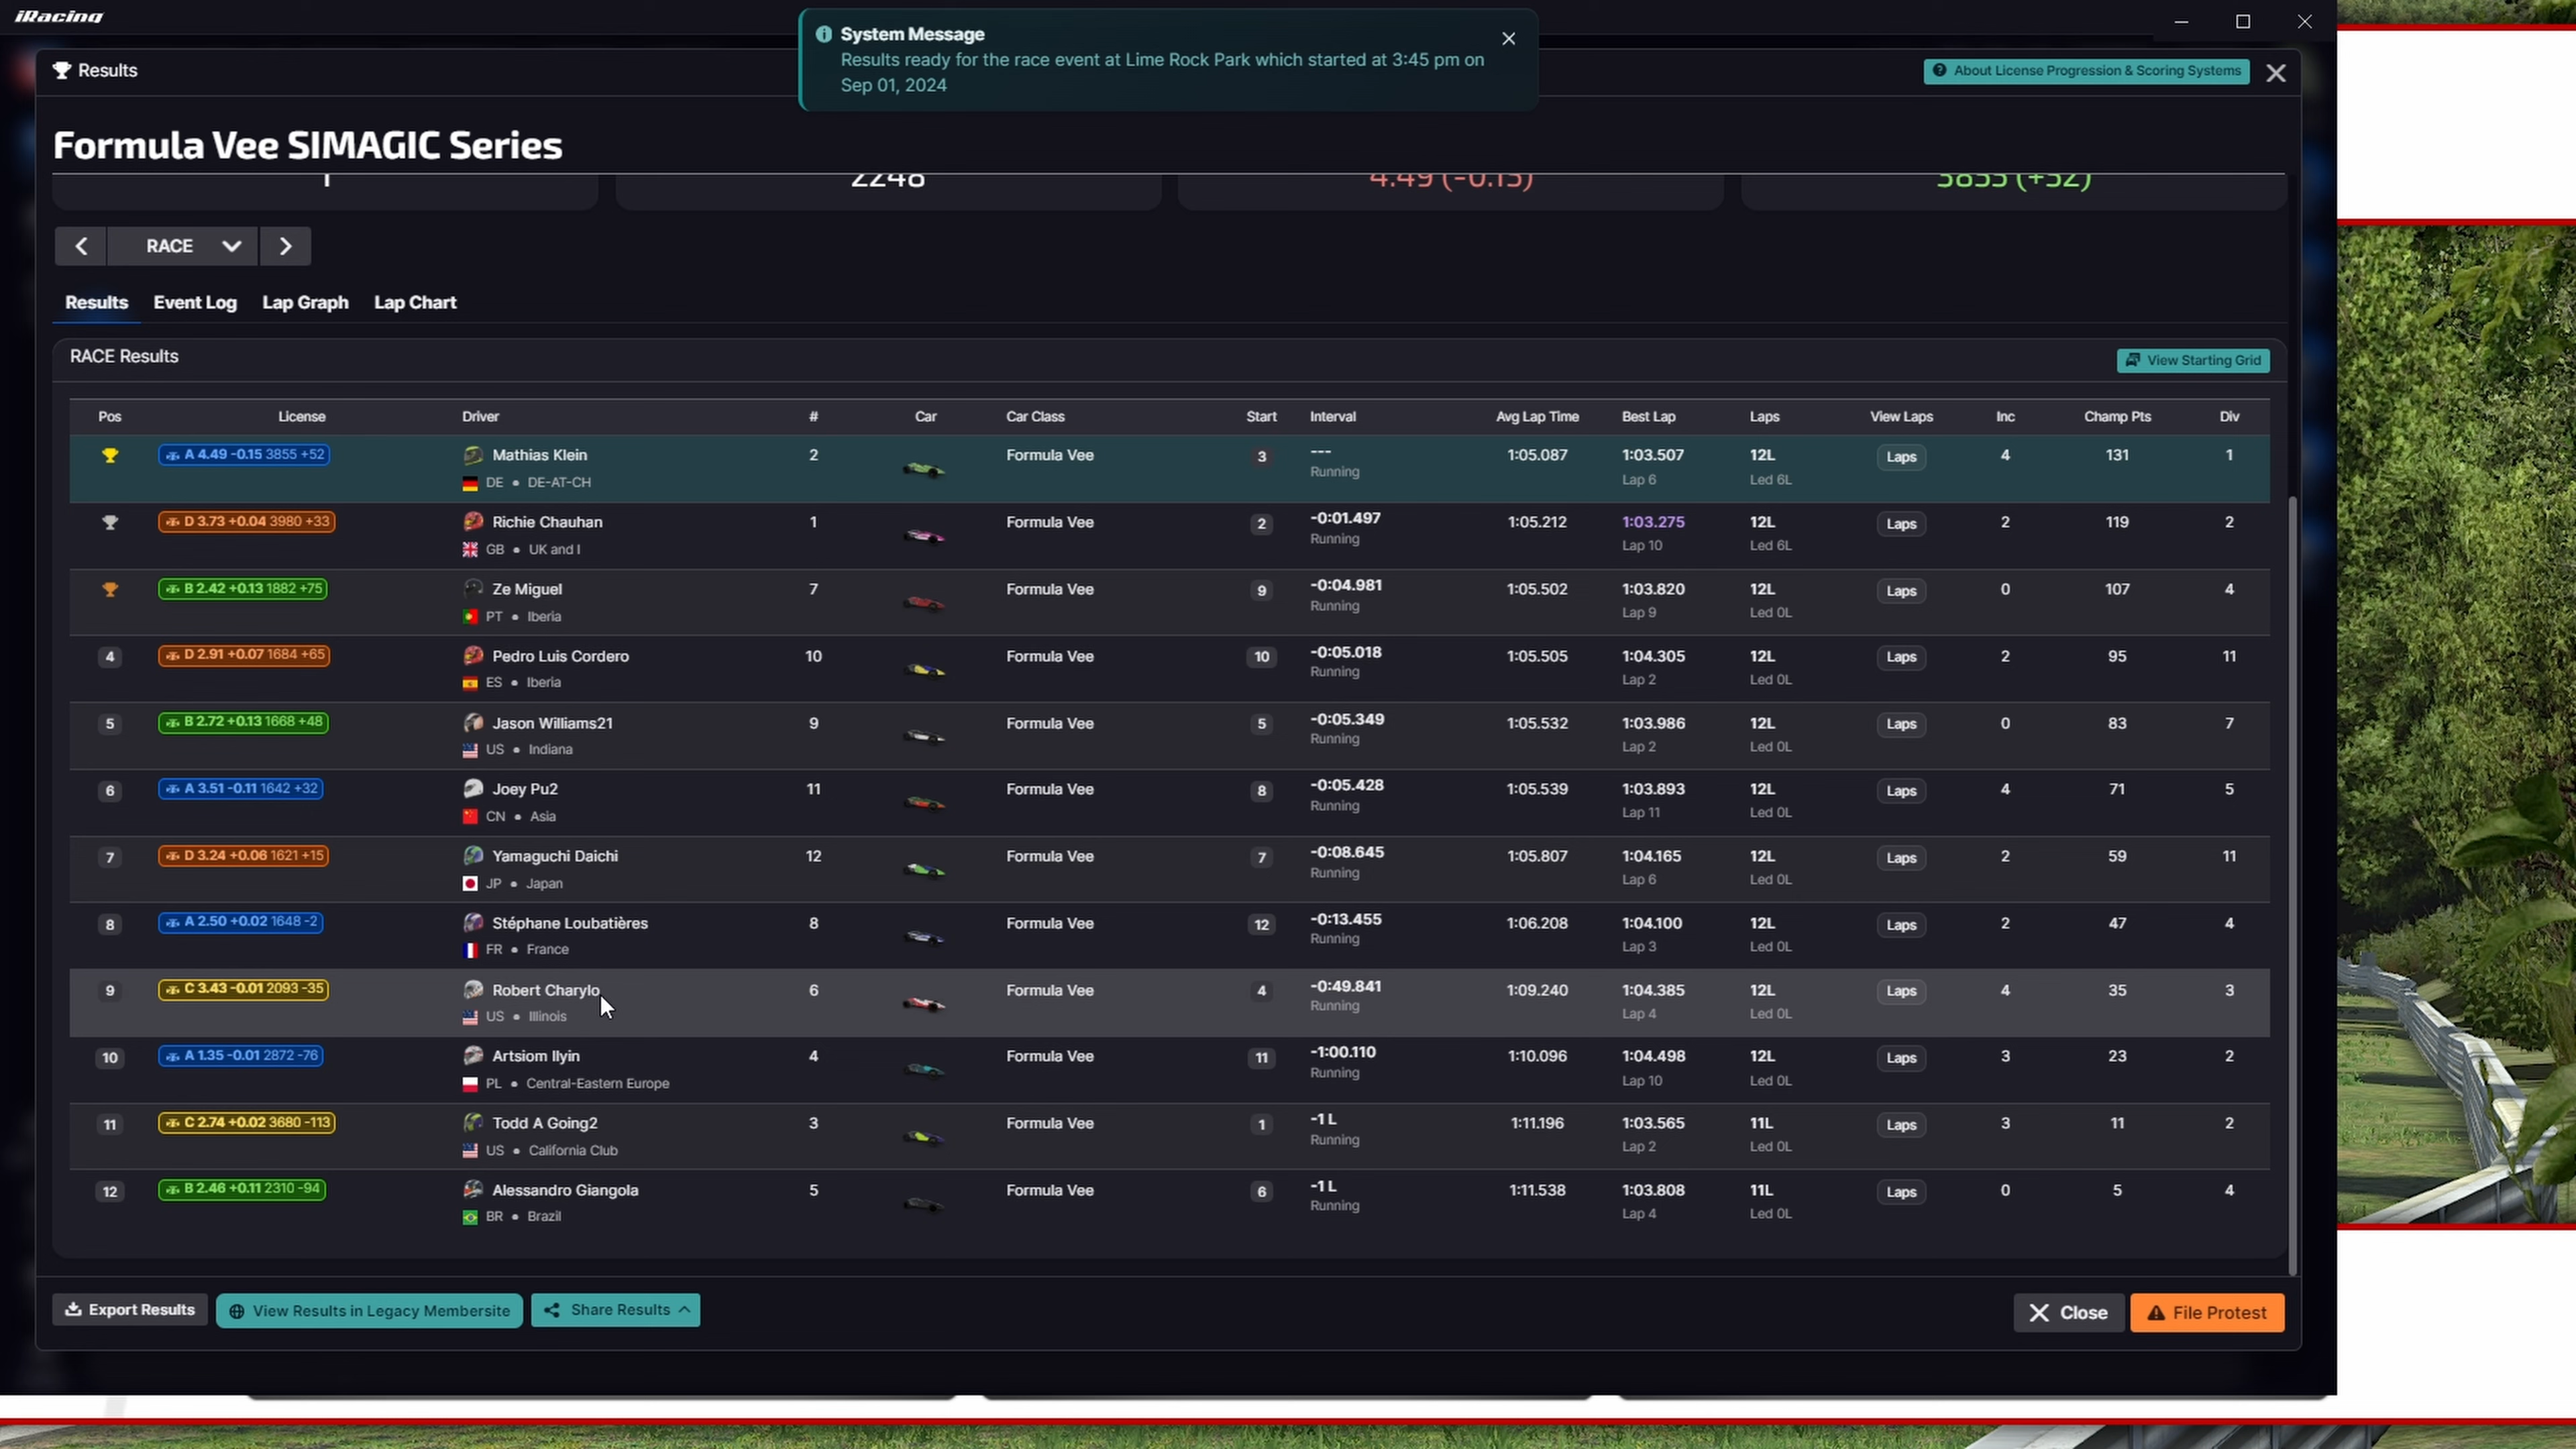 iRacing
System Message
Results ready for the race event at Lime Rock Park which started at 3:45 pm on
Sep 01, 2024
Results
About License Progression & Scoring Systems
Formula Vee SIMAGIC Series
1 2248 4.49 (-0.15) 3855 (+52)
RACE
Results Event Log Lap Graph Lap Chart
RACE Results
View Starting Grid
Pos License Driver # Car Car Class Start Interval Avg Lap Time Best Lap Laps View Laps Inc Champ Pts Div
A 4.49 -0.15 3855 +52 Mathias Klein 2 Formula Vee 3 --- 1:05.087 1:03.507 12L Laps 4 131 1
DE • DE-AT-CH Running Lap 6 Led 6L
D 3.73 +0.04 3980 +33 Richie Chauhan 1 Formula Vee 2 -0:01.497 1:05.212 1:03.275 12L Laps 2 119 2
GB • UK and I Running Lap 10 Led 6L
B 2.42 +0.13 1882 +75 Ze Miguel 7 Formula Vee 9 -0:04.981 1:05.502 1:03.820 12L Laps 0 107 4
PT • Iberia Running Lap 9 Led 0L
4 D 2.91 +0.07 1684 +65 Pedro Luis Cordero 10 Formula Vee 10 -0:05.018 1:05.505 1:04.305 12L Laps 2 95 11
ES • Iberia Running Lap 2 Led 0L
5 B 2.72 +0.13 1668 +48 Jason Williams21 9 Formula Vee 5 -0:05.349 1:05.532 1:03.986 12L Laps 0 83 7
US • Indiana Running Lap 2 Led 0L
6 A 3.51 -0.11 1642 +32 Joey Pu2 11 Formula Vee 8 -0:05.428 1:05.539 1:03.893 12L Laps 4 71 5
CN • Asia Running Lap 11 Led 0L
7 D 3.24 +0.06 1621 +15 Yamaguchi Daichi 12 Formula Vee 7 -0:08.645 1:05.807 1:04.165 12L Laps 2 59 11
JP • Japan Running Lap 6 Led 0L
8 A 2.50 +0.02 1648 -2 Stéphane Loubatières 8 Formula Vee 12 -0:13.455 1:06.208 1:04.100 12L Laps 2 47 4
FR • France Running Lap 3 Led 0L
9 C 3.43 -0.01 2093 -35 Robert Charylo 6 Formula Vee 4 -0:49.841 1:09.240 1:04.385 12L Laps 4 35 3
US • Illinois Running Lap 4 Led 0L
10 A 1.35 -0.01 2872 -76 Artsiom Ilyin 4 Formula Vee 11 -1:00.110 1:10.096 1:04.498 12L Laps 3 23 2
PL • Central-Eastern Europe Running Lap 10 Led 0L
11 C 2.74 +0.02 3680 -113 Todd A Going2 3 Formula Vee 1 -1 L 1:11.196 1:03.565 11L Laps 3 11 2
US • California Club Running Lap 2 Led 0L
12 B 2.46 +0.11 2310 -94 Alessandro Giangola 5 Formula Vee 6 -1 L 1:11.538 1:03.808 11L Laps 0 5 4
BR • Brazil Running Lap 4 Led 0L
Export Results View Results in Legacy Membersite Share Results Close File Protest